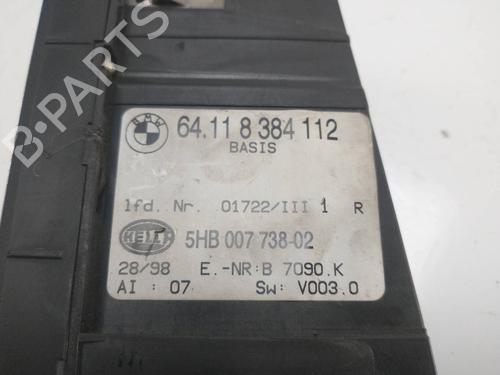 B-PARTS
BMW
64.11 8 384 112
BASIS
lfd. Nr. 01722/III 1 R
HELLA 5HB 007 738-02
28/98 E.-NR:B 7090.K
AI : 07 Sw: V003.0